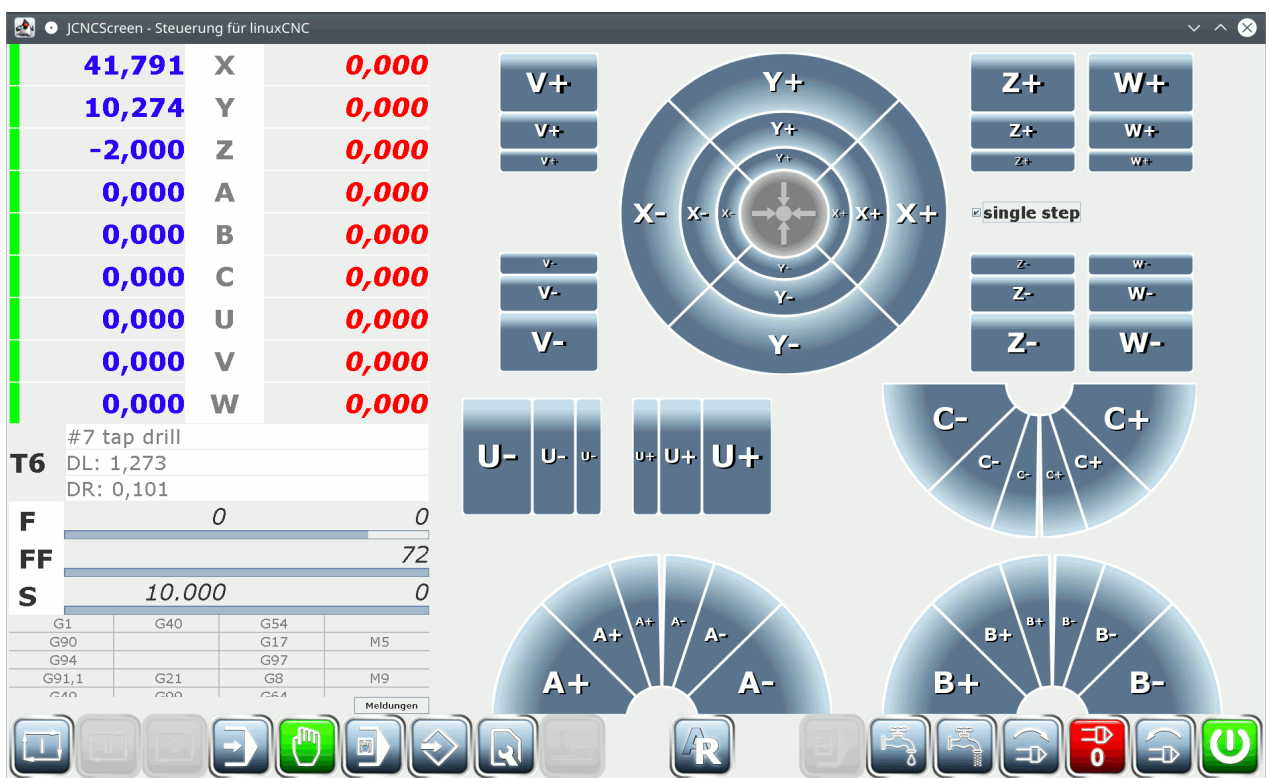 JCNCScreen - Steuerung für linuxCNC
41,791 X 0,000
10,274 Y 0,000
-2,000 Z 0,000
0,000 A 0,000
0,000 B 0,000
0,000 C 0,000
0,000 U 0,000
0,000 V 0,000
0,000 W 0,000
T6
#7 tap drill
DL: 1,273
DR: 0,101
F 0 0
FF 72
S 10.000 0
G1 G40 G54
G90 G17 M5
G94 G97
G91,1 G21 G8 M9
G49 G99 G64
Meldungen
V+
V+
V+
V-
V-
V-
Y+
Y+
Y+
X- X- X- X+ X+ X+
Y-
Y-
Y-
Z+ W+
Z+ W+
Z+ W+
single step
Z- W-
Z- W-
Z- W-
U- U- U- U+ U+ U+
C- C+
C- C+
C- C+
A+ A-
A+ A-
A+ A-
B+ B-
B+ B-
B+ B-
AR
0